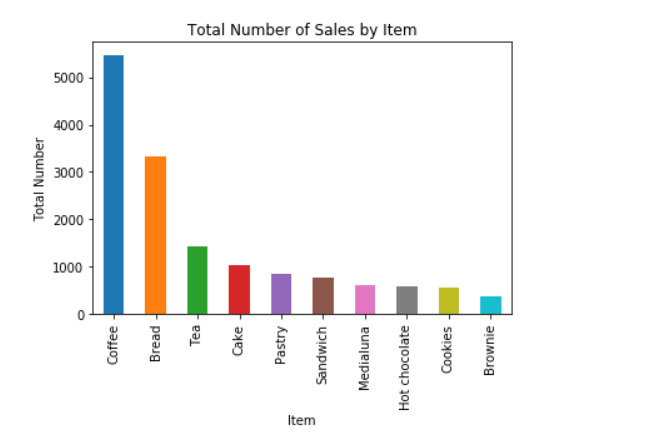 Total Number of Sales by Item
Total Number
5000
4000
3000
2000
1000
0
Coffee
Bread
Tea
Cake
Pastry
Sandwich
Medialuna
Hot chocolate
Cookies
Brownie
Item